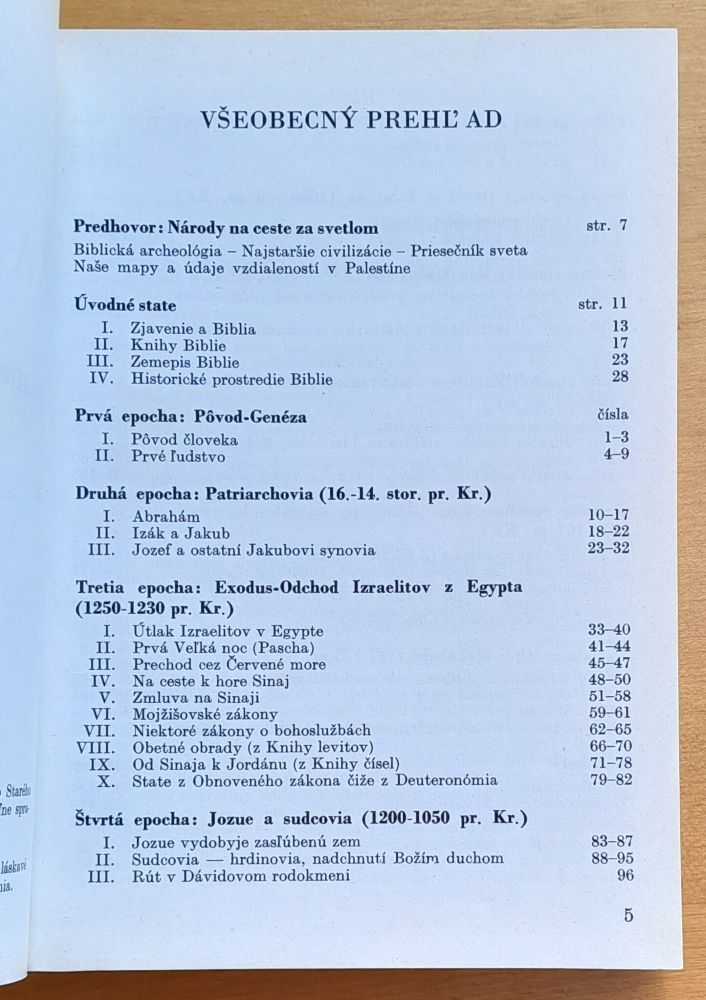 VŠEOBECNÝ PREHĽAD
Predhovor: Národy na ceste za svetlom str. 7
Biblická archeológia – Najstaršie civilizácie – Priesečník sveta
Naše mapy a údaje vzdialeností v Palestíne
Úvodné state str. 11
I. Zjavenie a Biblia 13
II. Knihy Biblie 17
III. Zemepis Biblie 23
IV. Historické prostredie Biblie 28
Prvá epocha: Pôvod-Genéza čísla
I. Pôvod človeka 1–3
II. Prvé ľudstvo 4–9
Druhá epocha: Patriarchovia (16.-14. stor. pr. Kr.)
I. Abrahám 10–17
II. Izák a Jakub 18–22
III. Jozef a ostatní Jakubovi synovia 23–32
Tretia epocha: Exodus-Odchod Izraelitov z Egypta
(1250-1230 pr. Kr.)
I. Útlak Izraelitov v Egypte 33–40
II. Prvá Veľká noc (Pascha) 41–44
III. Prechod cez Červené more 45–47
IV. Na ceste k hore Sinaj 48–50
V. Zmluva na Sinaji 51–58
VI. Mojžišovské zákony 59–61
VII. Niektoré zákony o bohoslužbách 62–65
VIII. Obetné obrady (z Knihy levitov) 66–70
IX. Od Sinaja k Jordánu (z Knihy čísel) 71–78
X. State z Obnoveného zákona čiže z Deuteronómia 79–82
Štvrtá epocha: Jozue a sudcovia (1200-1050 pr. Kr.)
I. Jozue vydobyje zasľúbenú zem 83–87
II. Sudcovia — hrdinovia, nadchnutí Božím duchom 88–95
III. Rút v Dávidovom rodokmeni 96
5
Starého
láskavé